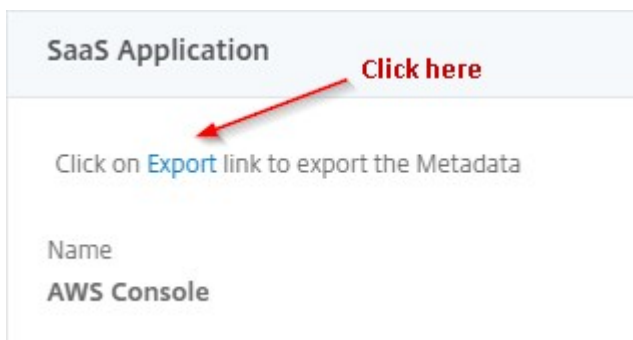 SaaS Application
Click here
Click on Export link to export the Metadata
Name
AWS Console